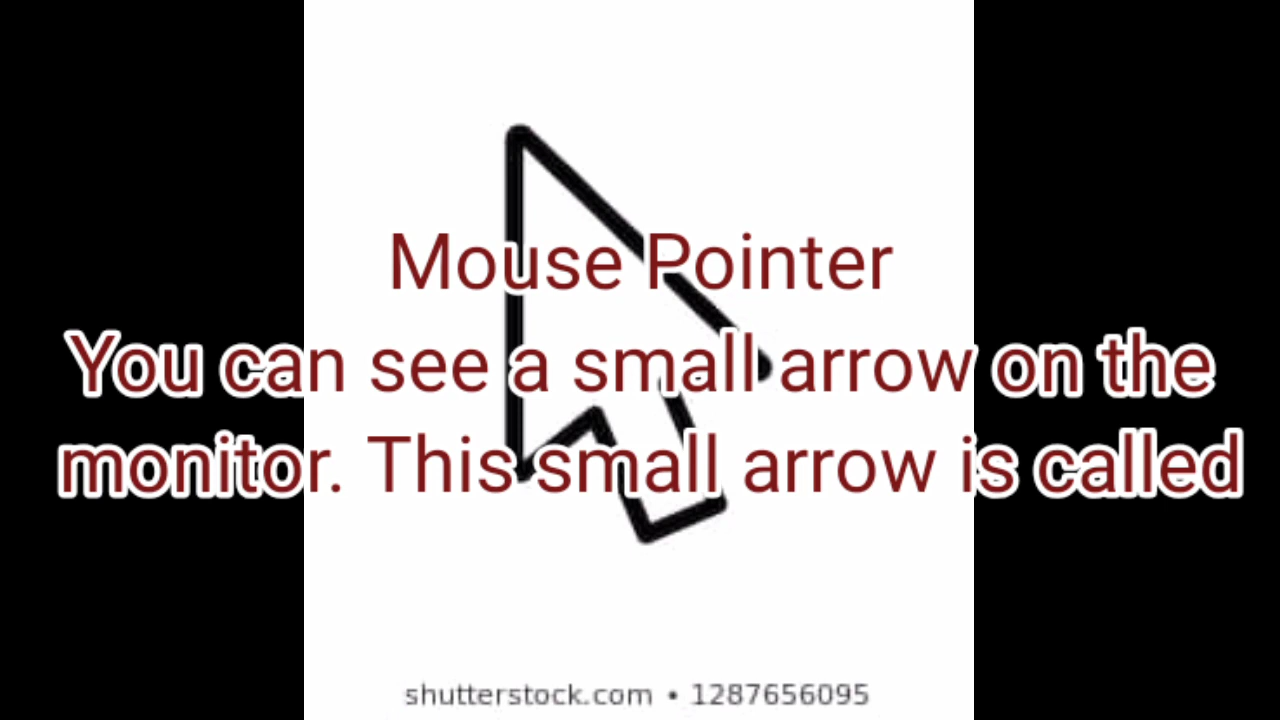 Mouse Pointer
You can see a small arrow on the
monitor. This small arrow is called
shutterstock.com • 1287656095